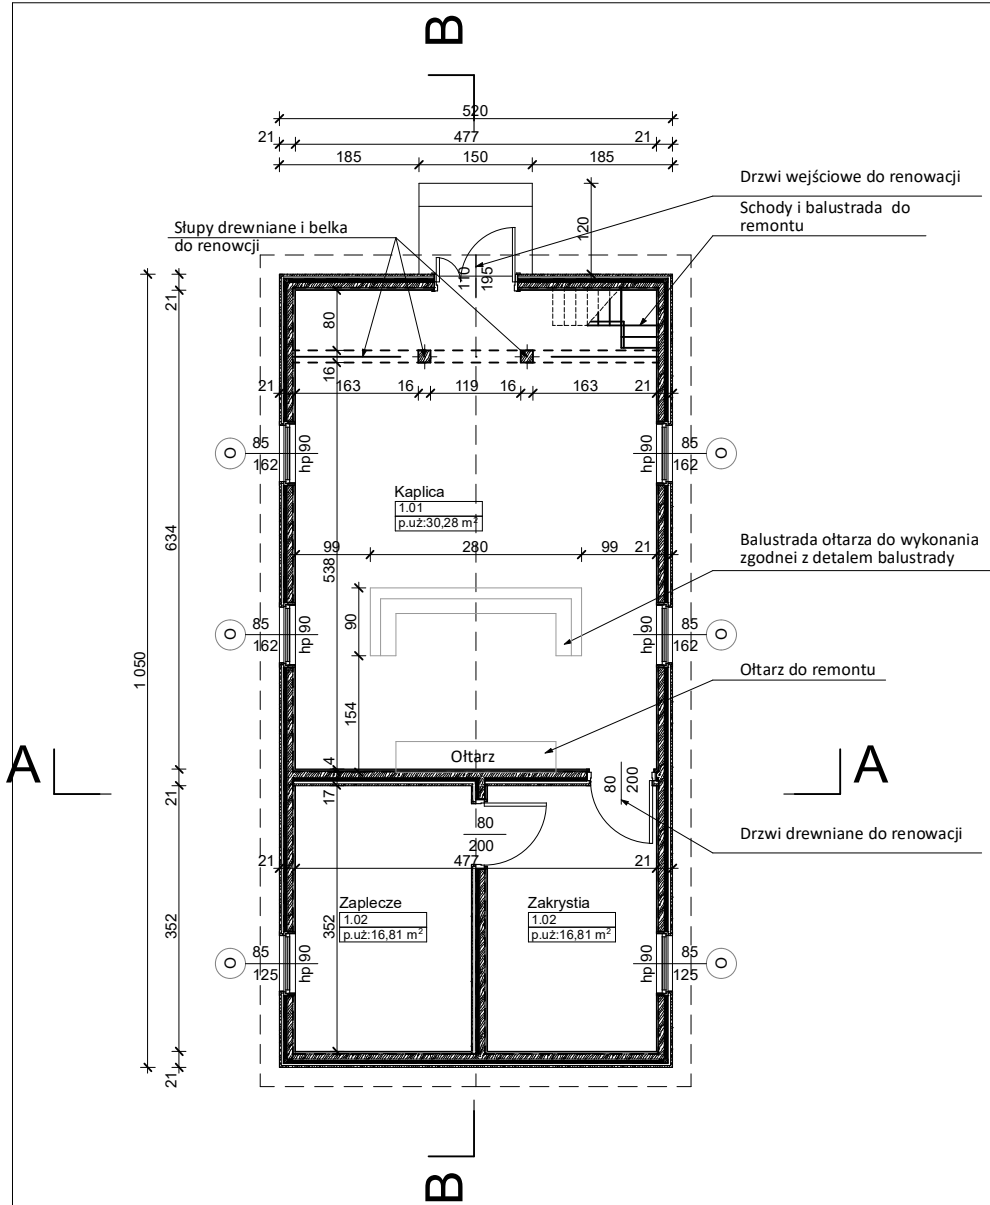 B
520
21 477 21
185 150 185
Drzwi wejściowe do renowacji
Schody i balustrada do
remontu
120
Słupy drewniane i belka
do renowcji
110
195
21
80
16
21 163 16 119 16 163 21
O 85
162
hp 90
hp 90
85
162 O
Kaplica
1.01
p.uż:30,28 m²
634
538
99 280 99 21
Balustrada ołtarza do wykonania
zgodnei z detalem balustrady
90
O 85
162
hp 90
hp 90
85
162 O
1 050
Ołtarz do remontu
154
Ołtarz
A
A
4
21
17
80
200
80
200
Drzwi drewniane do renowacji
21 477 21
Zaplecze
1.02
p.uż:16,81 m²
Zakrystia
1.02
p.uż:16,81 m²
352
352
O 85
125
hp 90
hp 90
85
125 O
21
B